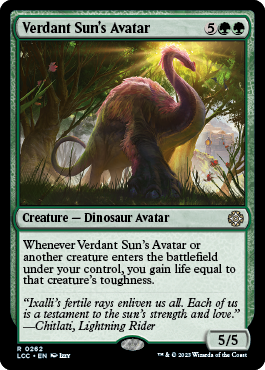 Verdant Sun's Avatar 5
Creature — Dinosaur Avatar
Whenever Verdant Sun's Avatar or
another creature enters the battlefield
under your control, you gain life equal to
that creature's toughness.
“Ixalli's fertile rays enliven us all. Each of us
is a testament to the sun's strength and love.”
—Chitlati, Lightning Rider
5/5
R 0262
LCC • EN Izzy
™ & © 2023 Wizards of the Coast